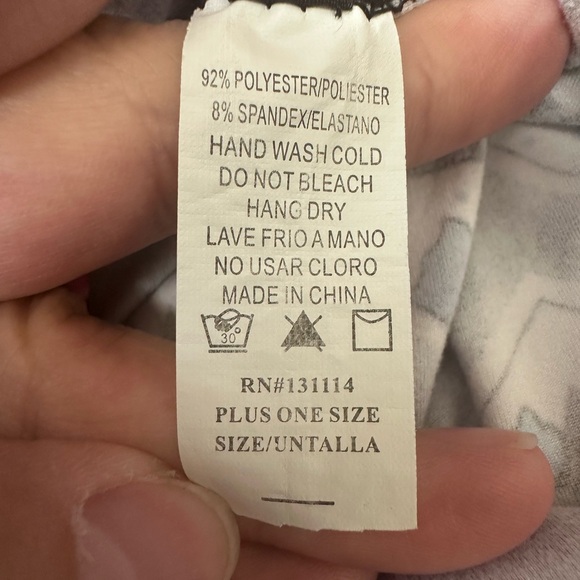 92% POLYESTER/POLIESTER
8% SPANDEX/ELASTANO
HAND WASH COLD
DO NOT BLEACH
HANG DRY
LAVE FRIO A MANO
NO USAR CLORO
MADE IN CHINA
30°
RN#131114
PLUS ONE SIZE
SIZE/UNTALLA